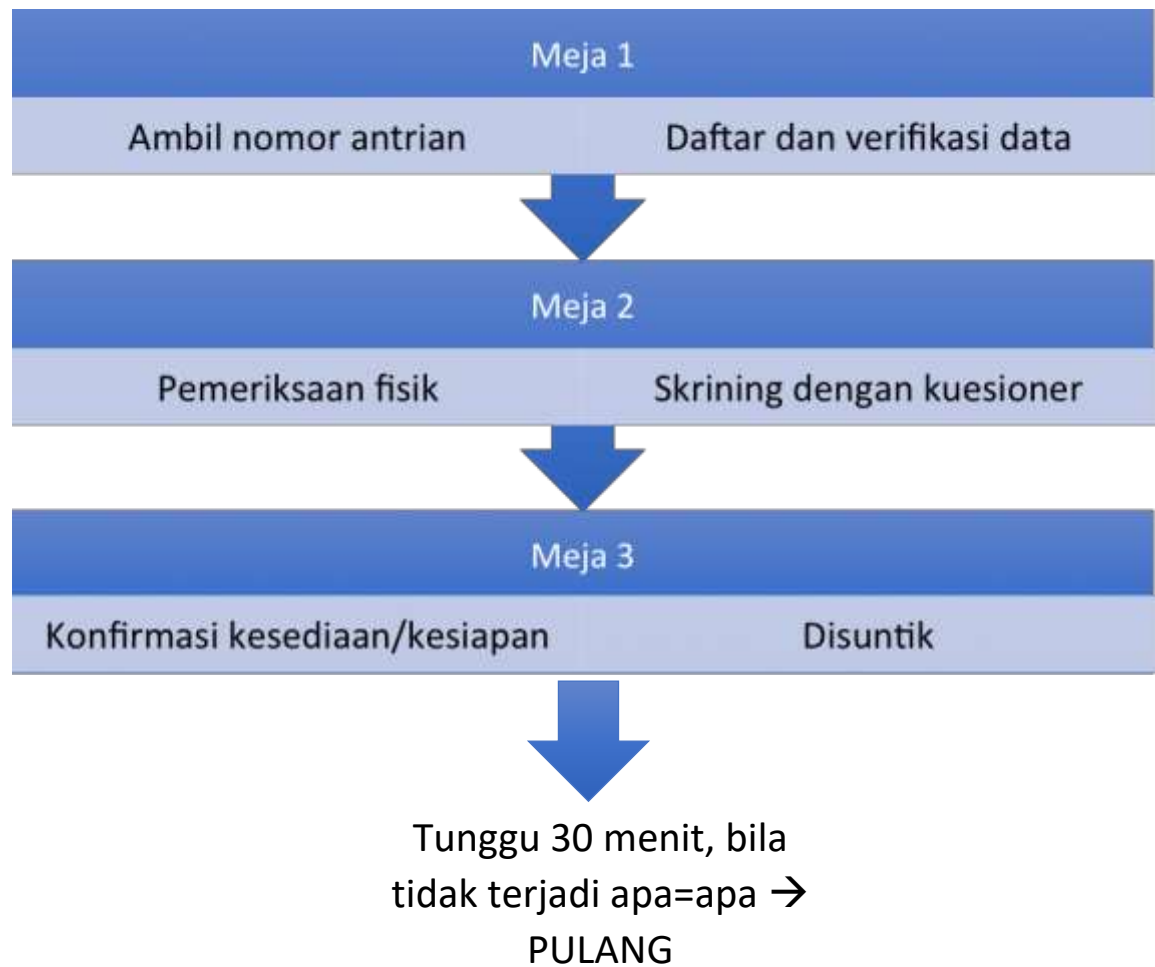 Meja 1
Ambil nomor antrian
Daftar dan verifikasi data
Meja 2
Pemeriksaan fisik
Skrining dengan kuesioner
Meja 3
Konfirmasi kesediaan/kesiapan
Disuntik
Tunggu 30 menit, bila
tidak terjadi apa=apa →
PULANG